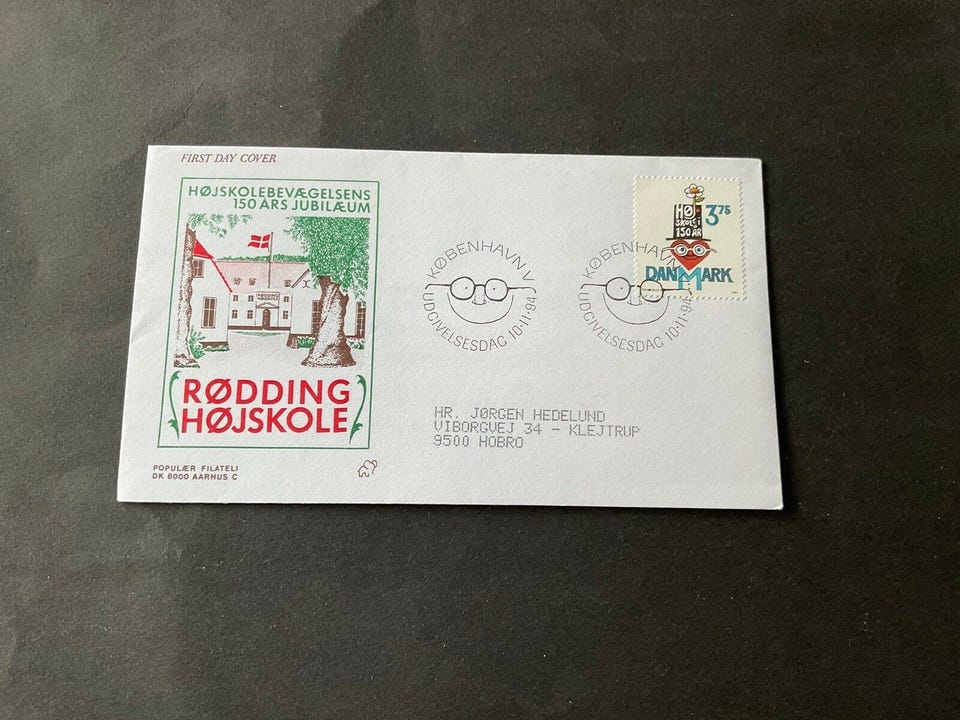 FIRST DAY COVER
HØJSKOLEBEVÆGELSENS
150 ÅRS JUBILÆUM
RØDDING
HØJSKOLE
POPULÆR FILATELI
DK 8000 AARHUS C
KØBENHAVN V
UDGIVELSESDAG 10-11-94
KØBENHAVN V
UDGIVELSESDAG 10-11-94
HØJ
SKOLE I
150 ÅR
3 75
DANMARK
HR. JØRGEN HEDELUND
VIBORGVEJ 34 - KLEJTRUP
9500 HOBRO